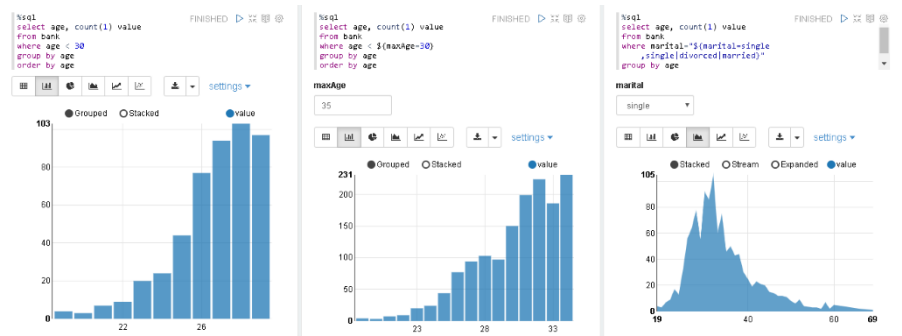 %sql
select age, count(1) value
from bank
where age < 30
group by age
order by age
FINISHED
settings
Grouped
Stacked
value
103
80
60
40
20
0
22
26
%sql
select age, count(1) value
from bank
where age < ${maxAge=30}
group by age
order by age
FINISHED
maxAge
35
settings
Grouped
Stacked
value
231
200
150
100
50
0
23
28
33
%sql
select age, count(1) value
from bank
where marital="${marital=single
,single|divorced|married}"
group by age
FINISHED
marital
single
settings
Stacked
Stream
Expanded
value
105
80
60
40
20
0
19
40
60
69